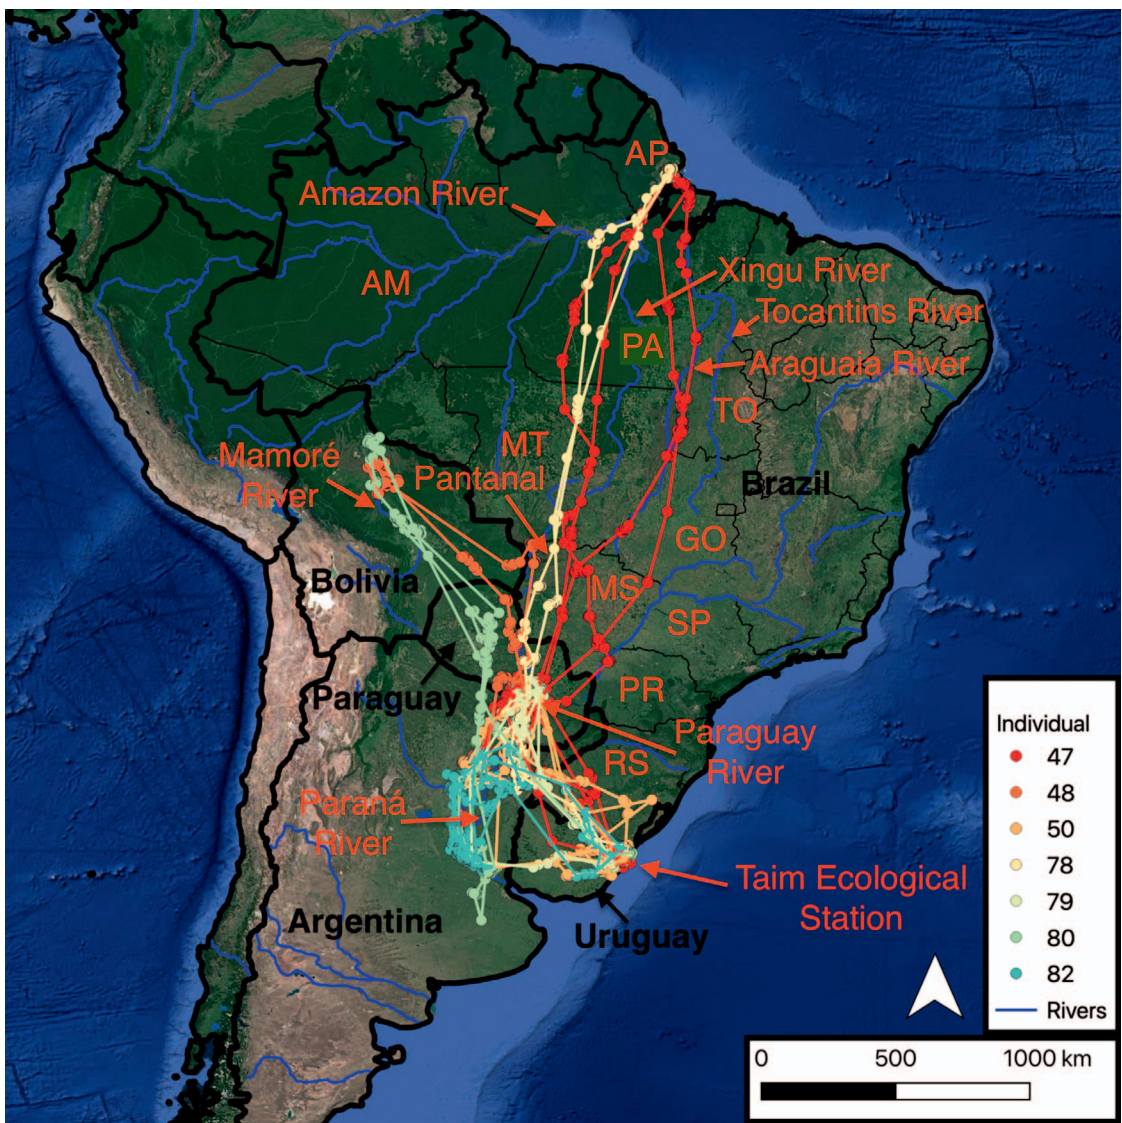 AP
Amazon River
AM
Xingu River
Tocantins River
PA
Araguaia River
TO
Mamoré
River
MT
Pantanal
Brazil
GO
Bolivia
MS
SP
Paraguay
PR
Paraguay
River
RS
Paraná
River
Taim Ecological
Station
Argentina
Uruguay
Individual
47
48
50
78
79
80
82
Rivers
0 500 1000 km